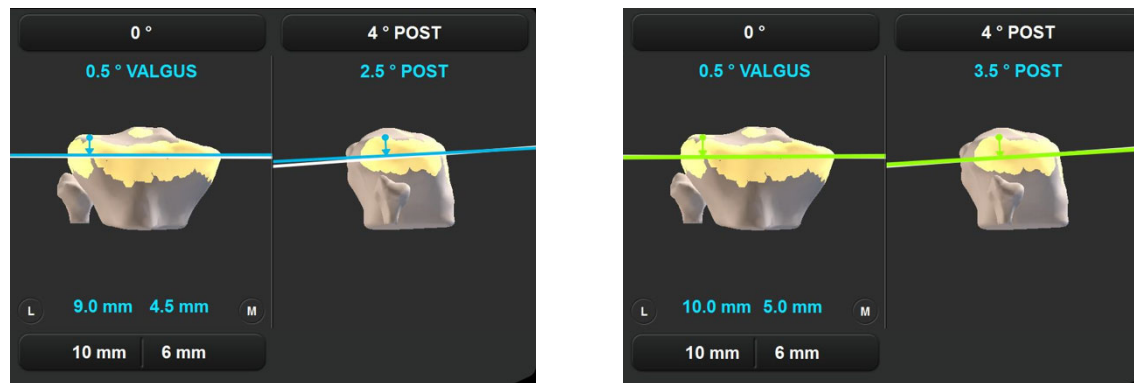 0 °
4 ° POST
0.5 ° VALGUS
2.5 ° POST
L
9.0 mm
4.5 mm
M
10 mm
6 mm
0 °
4 ° POST
0.5 ° VALGUS
3.5 ° POST
L
10.0 mm
5.0 mm
M
10 mm
6 mm